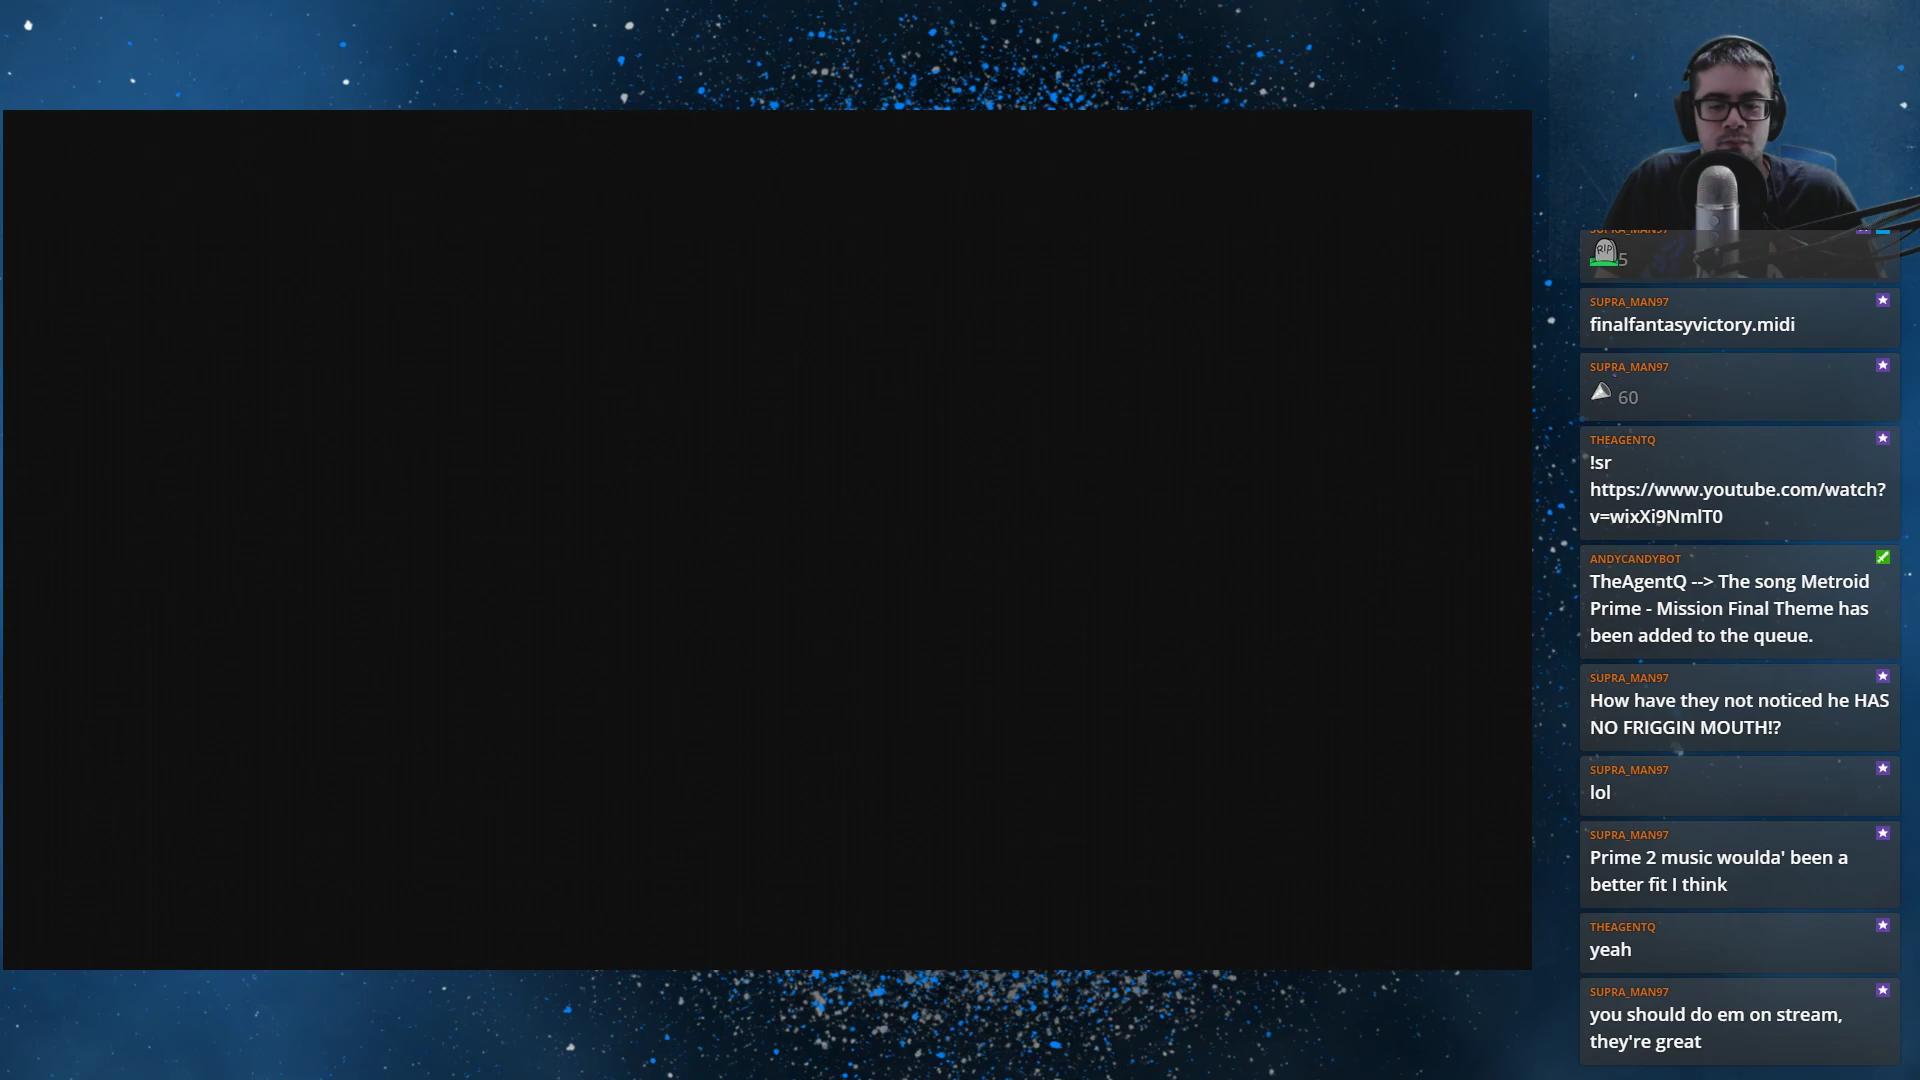 SUPRA_MAN97
RIP
5
SUPRA_MAN97
finalfantasyvictory.midi
SUPRA_MAN97
60
THEAGENTQ
!sr
https://www.youtube.com/watch?
v=wixXi9NmlT0
ANDYCANDYBOT
TheAgentQ --> The song Metroid
Prime - Mission Final Theme has
been added to the queue.
SUPRA_MAN97
How have they not noticed he HAS
NO FRIGGIN MOUTH!?
SUPRA_MAN97
lol
SUPRA_MAN97
Prime 2 music woulda' been a
better fit I think
THEAGENTQ
yeah
SUPRA_MAN97
you should do em on stream,
they're great